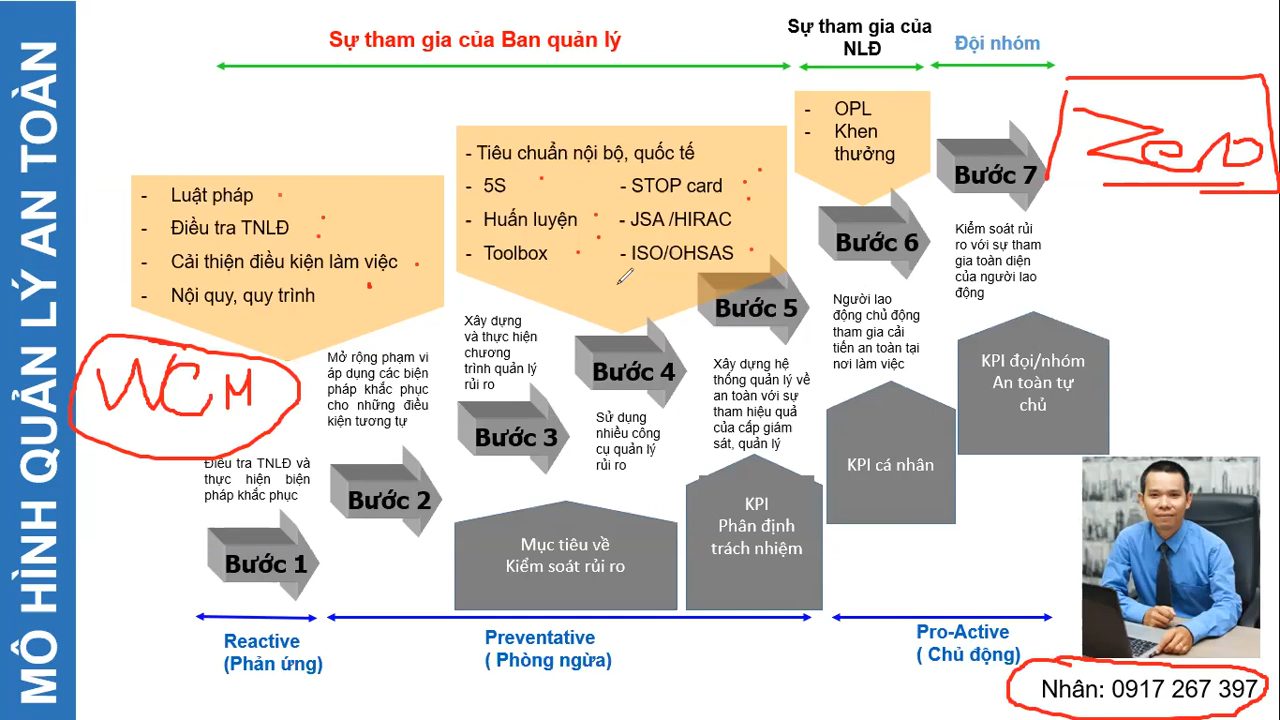 MÔ HÌNH QUẢN LÝ AN TOÀN
Sự tham gia của Ban quản lý
Sự tham gia của
NLĐ
Đội nhóm
- Luật pháp
- Điều tra TNLĐ
- Cải thiện điều kiện làm việc
- Nội quy, quy trình
- Tiêu chuẩn nội bộ, quốc tế
- 5S
- Huấn luyện
- Toolbox
- STOP card
- JSA /HIRAC
- ISO/OHSAS
- OPL
- Khen
thưởng
Zero
WCM
Điều tra TNLĐ và
thực hiện biện
pháp khắc phục
Bước 1
Mở rộng phạm vi
áp dụng các biện
pháp khắc phục
cho những điều
kiện tương tự
Bước 2
Xây dựng
và thực hiện
chương
trình quản lý
rủi ro
Bước 3
Bước 4
Sử dụng
nhiều công
cụ quản lý
rủi ro
Bước 5
Xây dựng hệ
thống quản lý về
an toàn với sự
tham hiệu quả
của cấp giám
sát, quản lý
Bước 6
Người lao
động chủ động
tham gia cải
tiến an toàn tại
nơi làm việc
Bước 7
Kiểm soát rủi
ro với sự tham
gia toàn diện
của người lao
động
Mục tiêu về
Kiểm soát rủi ro
KPI
Phân định
trách nhiệm
KPI cá nhân
KPI đọi/nhóm
An toàn tự
chủ
Reactive
(Phản ứng)
Preventative
( Phòng ngừa)
Pro-Active
( Chủ động)
Nhân: 0917 267 397